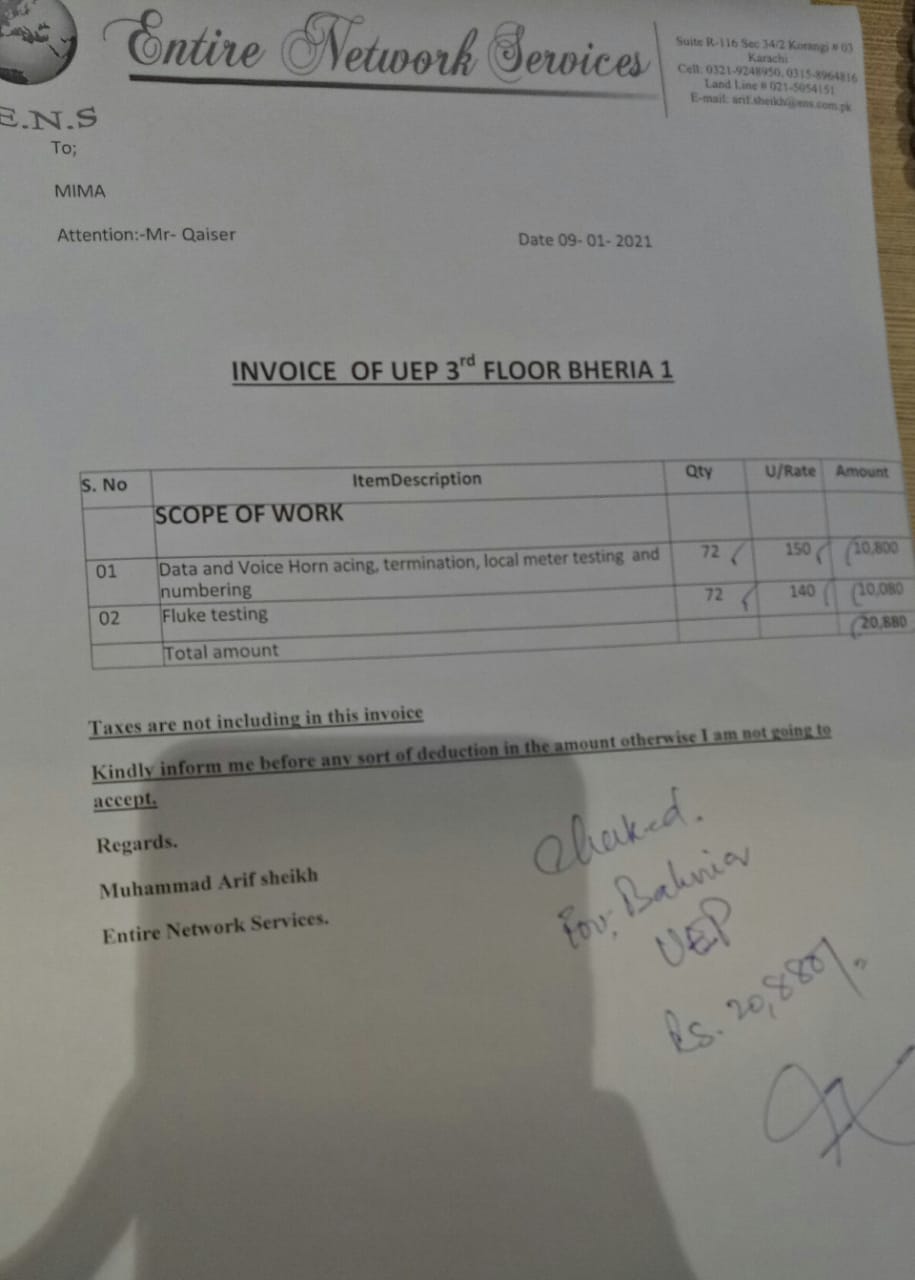 Entire Network Services
Suite R-116 Sec 34/2 Korangi # 03
Karachi
Cell: 0321-9248950, 0315-8964816
Land Line # 021-5054151
E-mail: arif.sheikh@ens.com.pk
E.N.S
To;
MIMA
Attention:-Mr- Qaiser
Date 09- 01- 2021
INVOICE OF UEP 3rd FLOOR BHERIA 1
S. No ItemDescription Qty U/Rate Amount
SCOPE OF WORK
01 Data and Voice Horn acing, termination, local meter testing and 72 150 10,800
numbering
02 Fluke testing 72 140 10,080
Total amount 20,880
Taxes are not including in this invoice
Kindly inform me before any sort of deduction in the amount otherwise I am not going to
accept.
Regards.
Muhammad Arif sheikh
Entire Network Services.
Chaked.
For, Bahria
UEP
Rs. 20,880/.